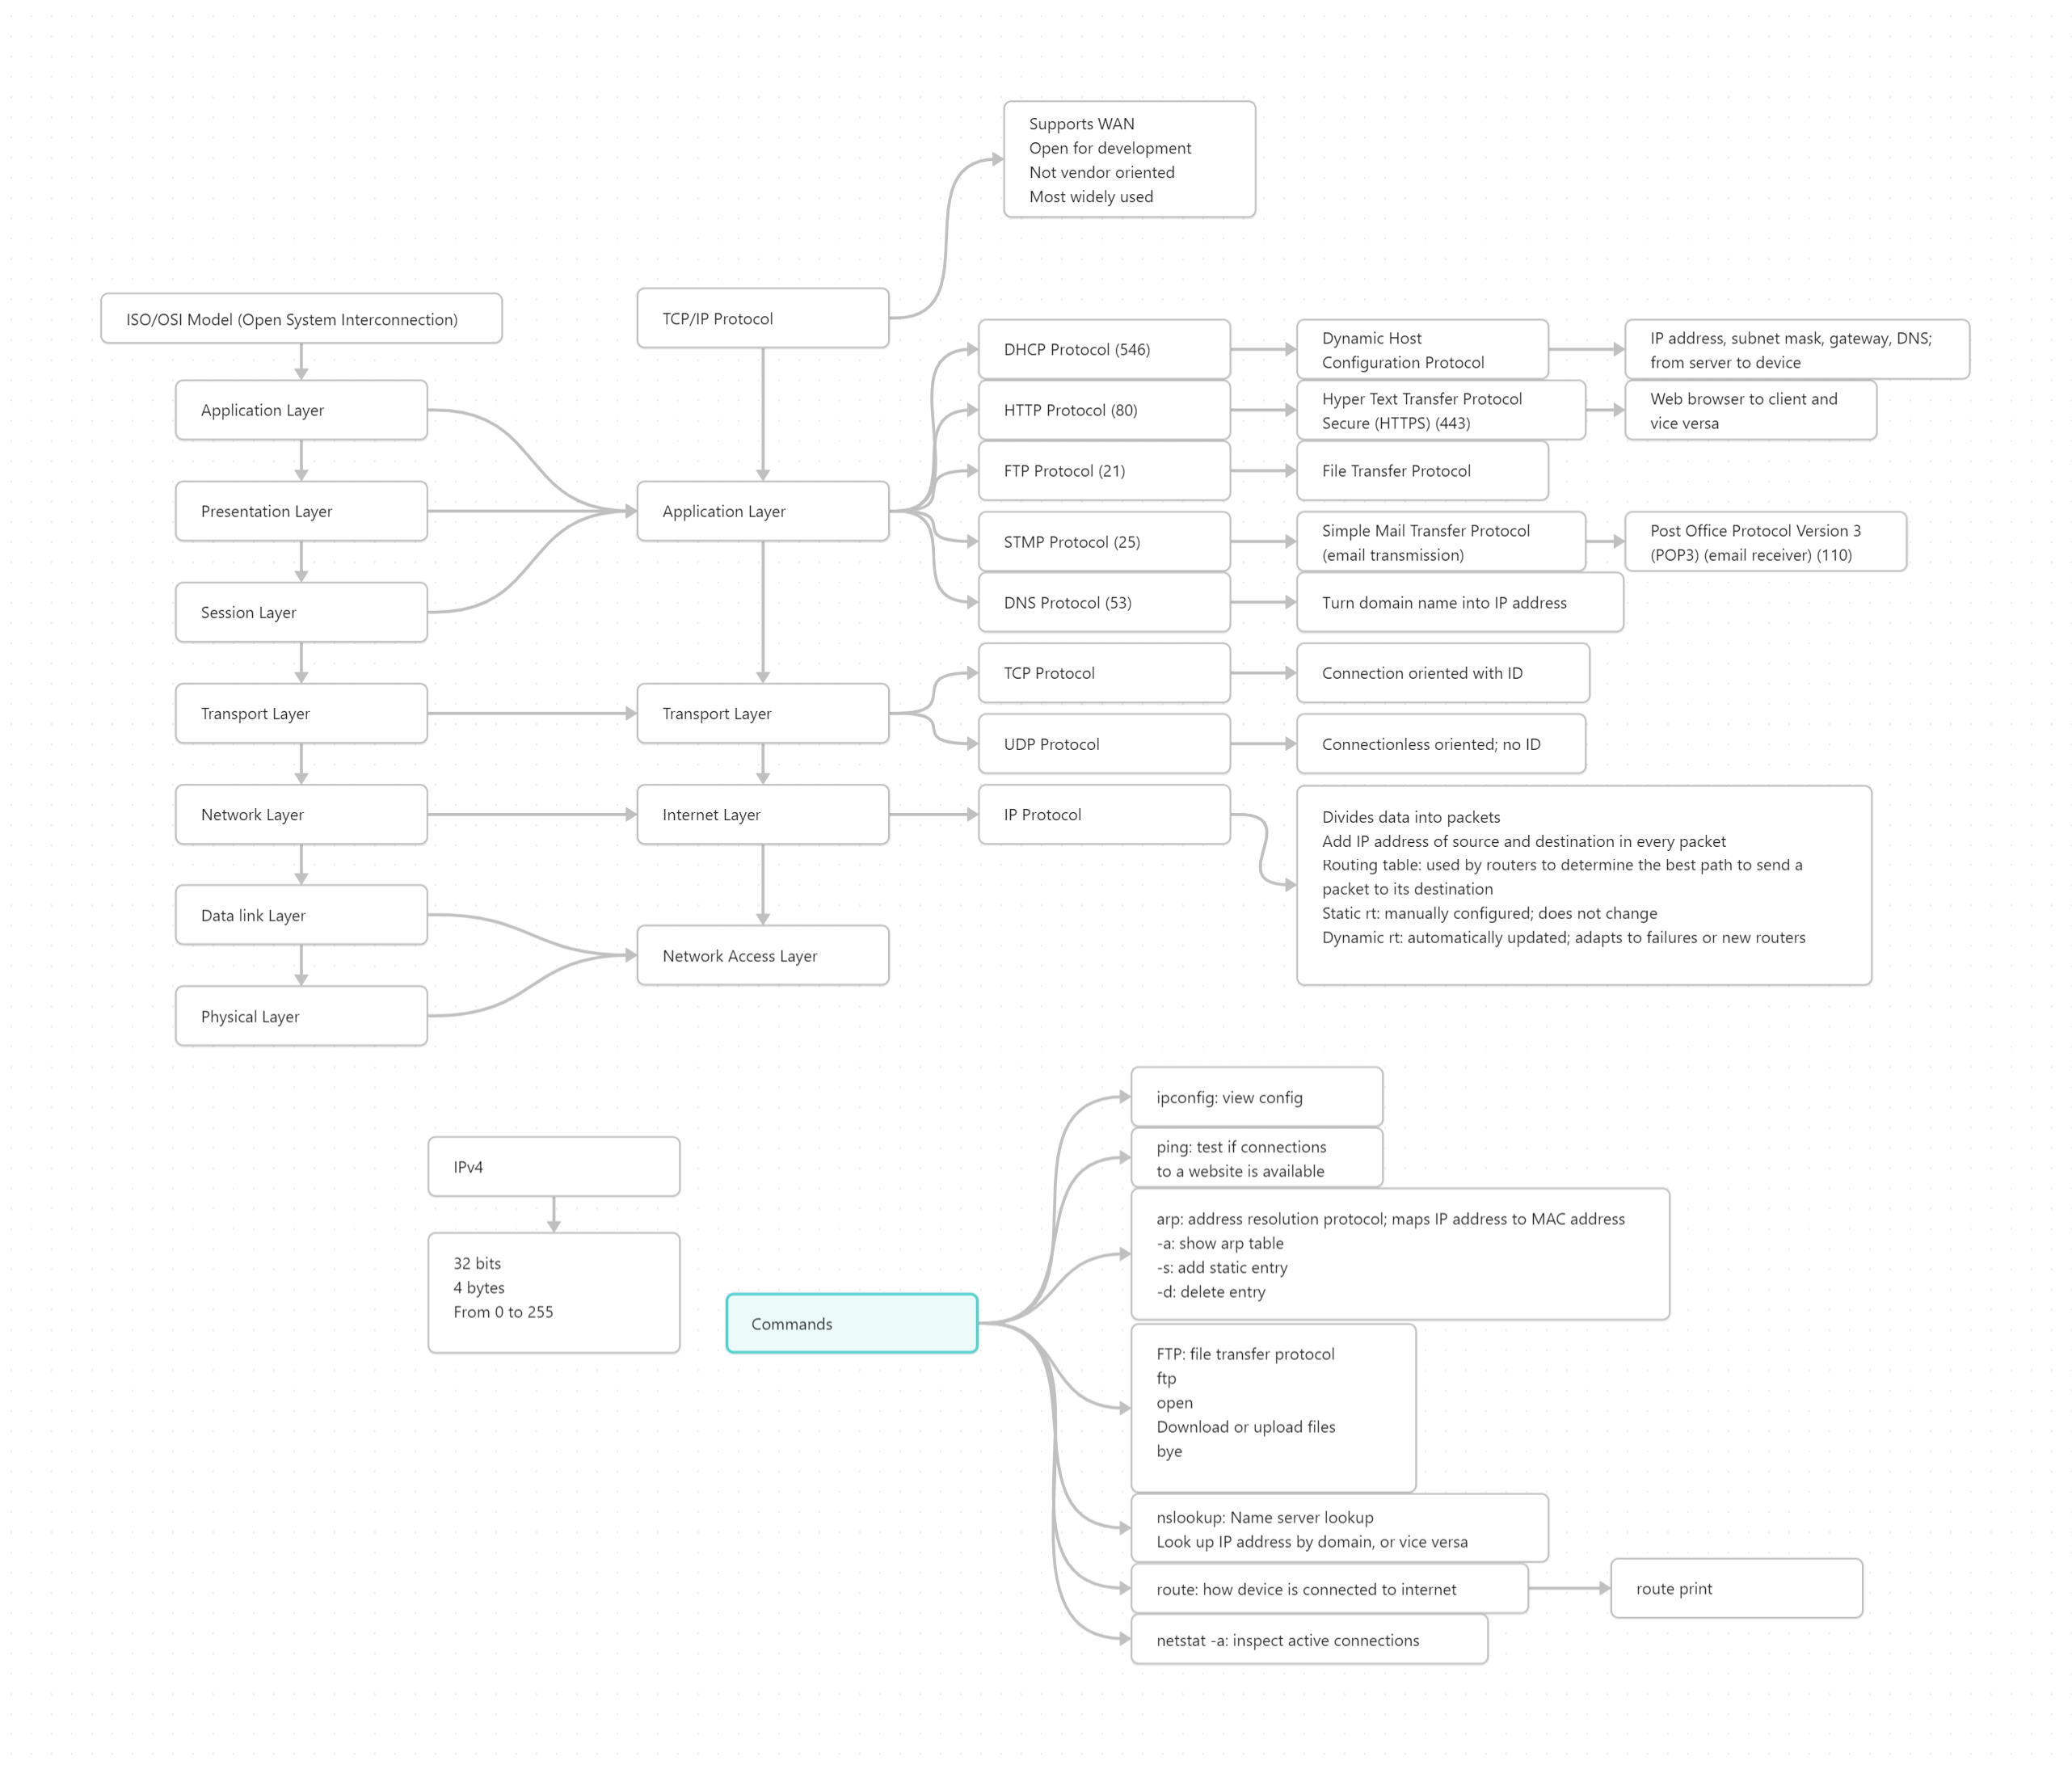 Supports WAN
Open for development
Not vendor oriented
Most widely used
ISO/OSI Model (Open System Interconnection)
TCP/IP Protocol
Application Layer
Presentation Layer
Session Layer
Transport Layer
Network Layer
Data link Layer
Physical Layer
Application Layer
Transport Layer
Internet Layer
Network Access Layer
DHCP Protocol (546)
Dynamic Host
Configuration Protocol
IP address, subnet mask, gateway, DNS;
from server to device
HTTP Protocol (80)
Hyper Text Transfer Protocol
Secure (HTTPS) (443)
Web browser to client and
vice versa
FTP Protocol (21)
File Transfer Protocol
STMP Protocol (25)
Simple Mail Transfer Protocol
(email transmission)
Post Office Protocol Version 3
(POP3) (email receiver) (110)
DNS Protocol (53)
Turn domain name into IP address
TCP Protocol
Connection oriented with ID
UDP Protocol
Connectionless oriented; no ID
IP Protocol
Divides data into packets
Add IP address of source and destination in every packet
Routing table: used by routers to determine the best path to send a
packet to its destination
Static rt: manually configured; does not change
Dynamic rt: automatically updated; adapts to failures or new routers
IPv4
32 bits
4 bytes
From 0 to 255
Commands
ipconfig: view config
ping: test if connections
to a website is available
arp: address resolution protocol; maps IP address to MAC address
-a: show arp table
-s: add static entry
-d: delete entry
FTP: file transfer protocol
ftp
open
Download or upload files
bye
nslookup: Name server lookup
Look up IP address by domain, or vice versa
route: how device is connected to internet
route print
netstat -a: inspect active connections